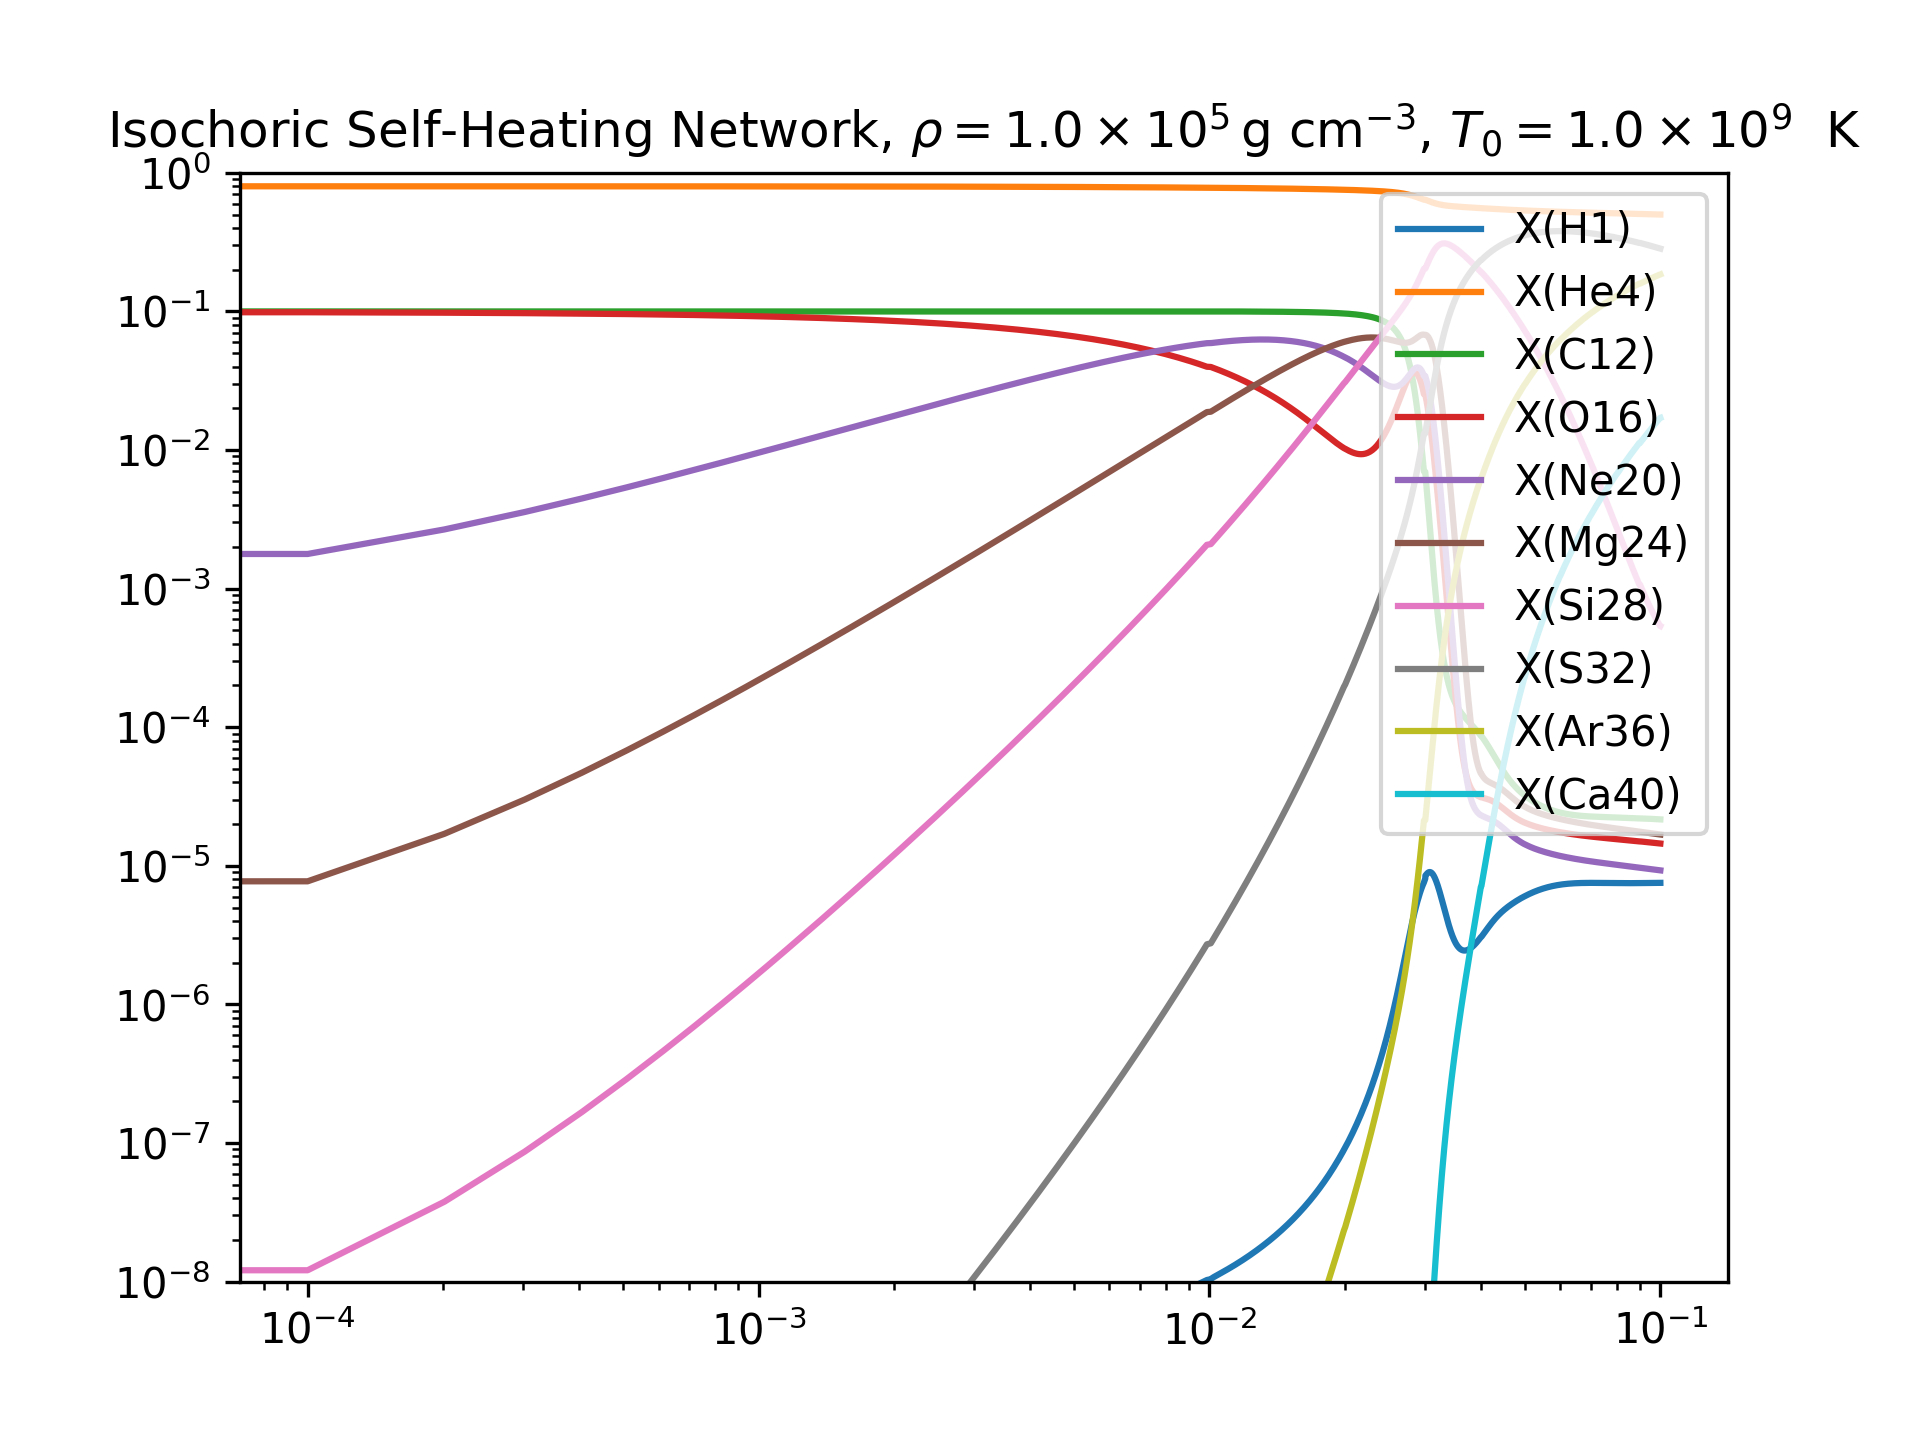 Isochoric Self-Heating Network, ρ = 1.0 × 10⁵ g cm⁻³, T₀ = 1.0 × 10⁹ K
10⁰
10⁻¹
10⁻²
10⁻³
10⁻⁴
10⁻⁵
10⁻⁶
10⁻⁷
10⁻⁸
X(H1)
X(He4)
X(C12)
X(O16)
X(Ne20)
X(Mg24)
X(Si28)
X(S32)
X(Ar36)
X(Ca40)
10⁻⁴ 10⁻³ 10⁻² 10⁻¹